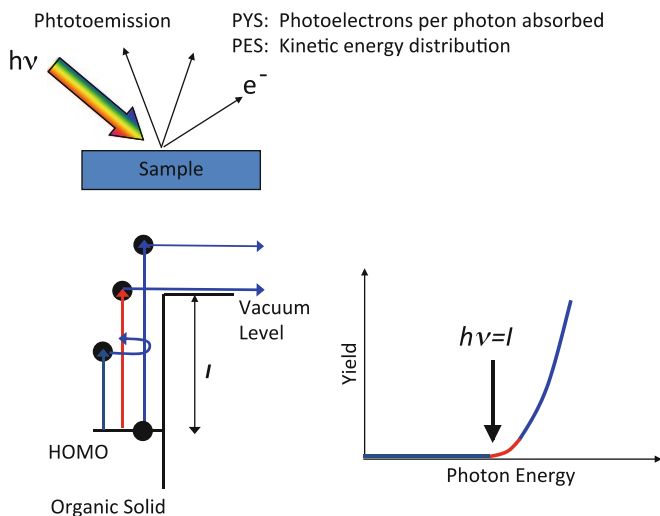 Phtotoemission
PYS: Photoelectrons per photon absorbed
PES: Kinetic energy distribution
hν
e-
Sample
Vacuum
Level
I
HOMO
Organic Solid
hν=I
Yield
Photon Energy